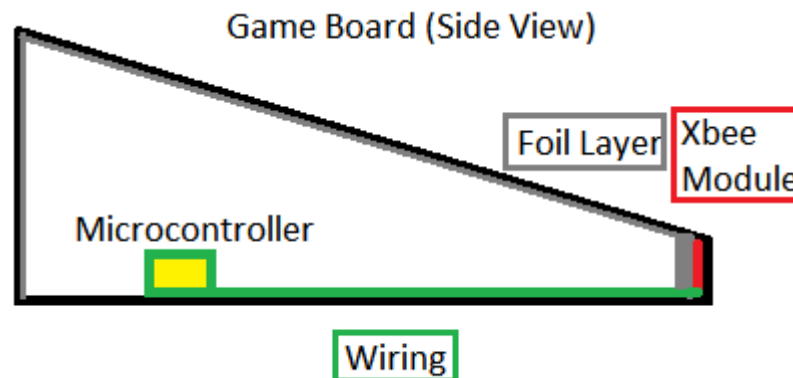 Game Board (Side View)
Foil Layer
Xbee
Module
Microcontroller
Wiring